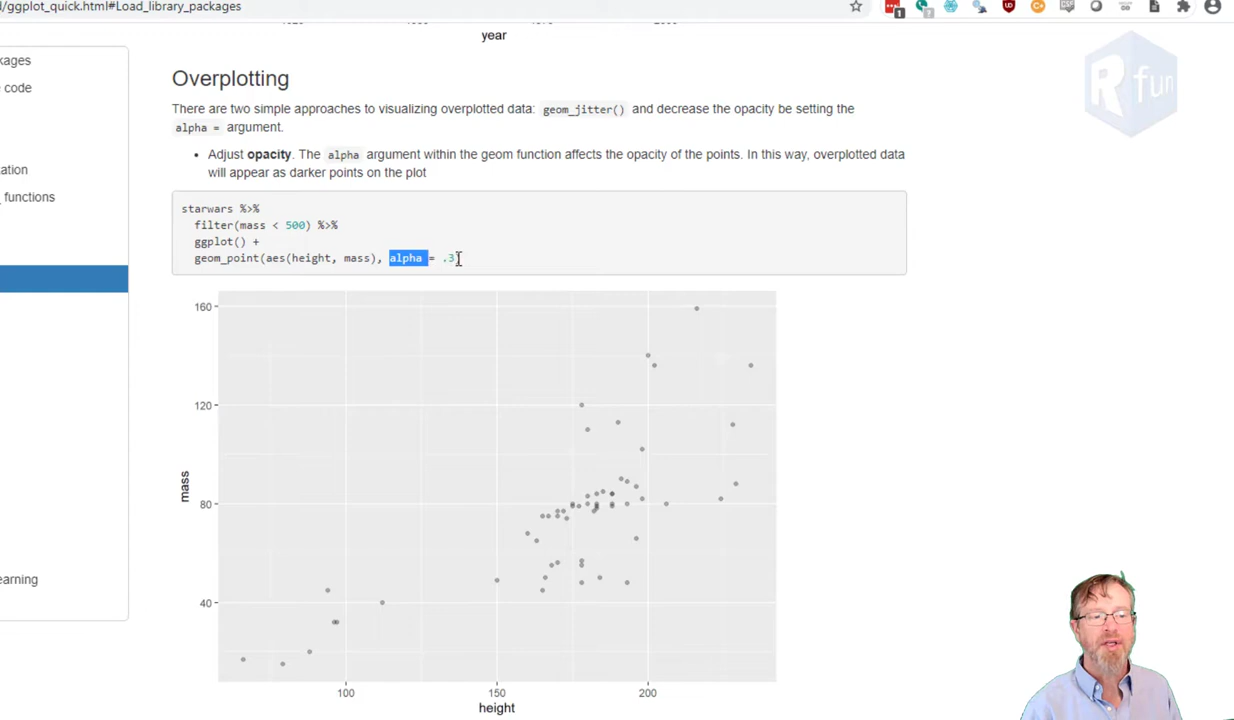 d/ggplot_quick.html#Load_library_packages
1
?
UD
year
R fun
kages
e code
ation
functions
earning
Overplotting
There are two simple approaches to visualizing overplotted data: geom_jitter() and decrease the opacity be setting the
alpha = argument.
• Adjust opacity. The alpha argument within the geom function affects the opacity of the points. In this way, overplotted data
will appear as darker points on the plot
starwars %>%
filter(mass < 500) %>%
ggplot() +
geom_point(aes(height, mass), alpha = .3)
160
120
80
40
mass
100
150
200
height